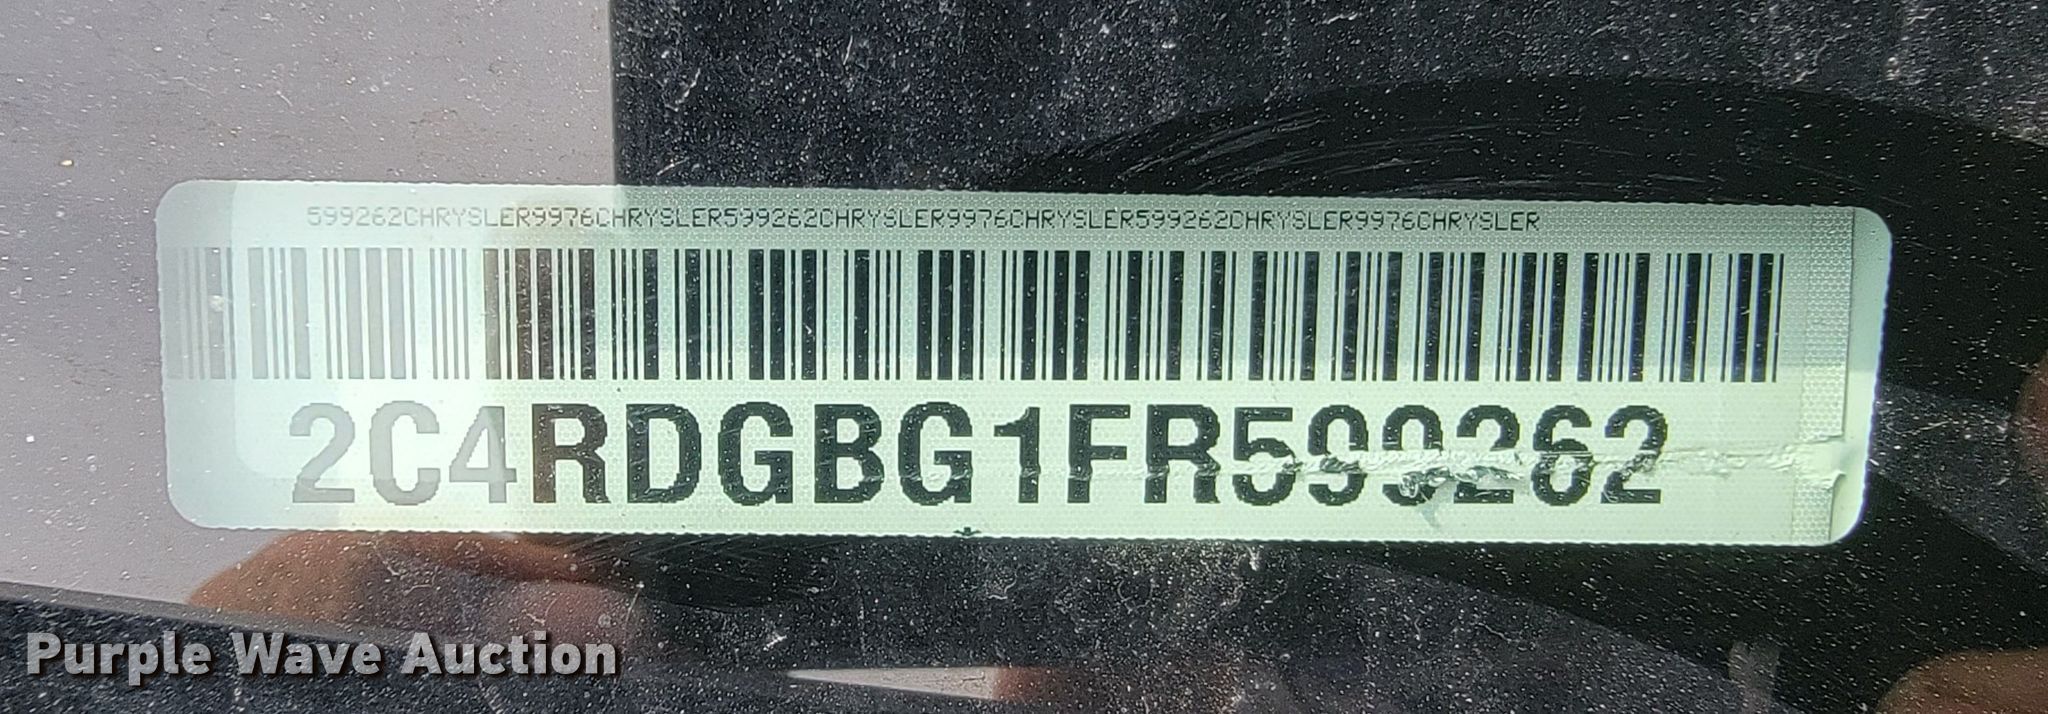 599262CHRYSLER9976CHRYSLER599262CHRYSLER9976CHRYSLER599262CHRYSLER9976CHRYSLER
2C4RDGBG1FR599262
Purple Wave Auction